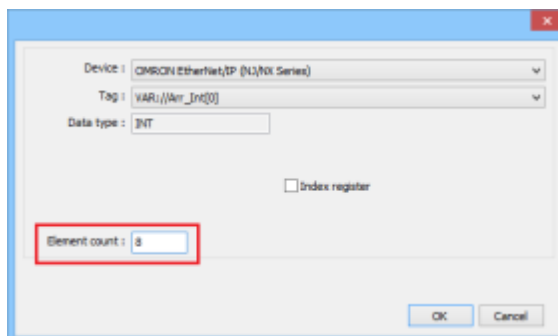 Device : OMRON EtherNet/IP (NJ/NX Series)
Tag : VAR://Arr_Int[0]
Data type : INT
Index register
Element count : 8
OK Cancel